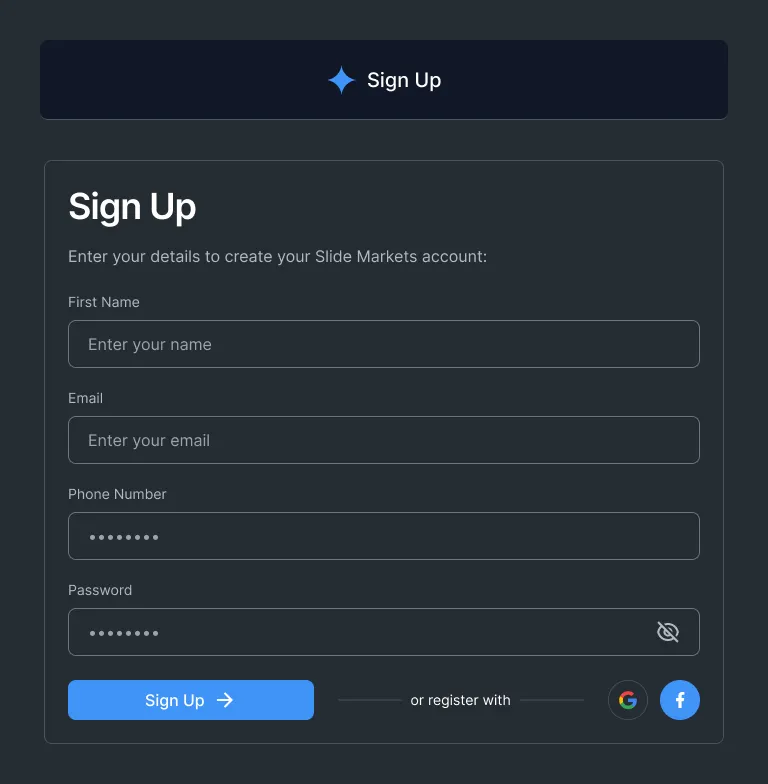 Sign Up
Sign Up
Enter your details to create your Slide Markets account:
First Name
Enter your name
Email
Enter your email
Phone Number
••••••••
Password
••••••••
Sign Up
or register with